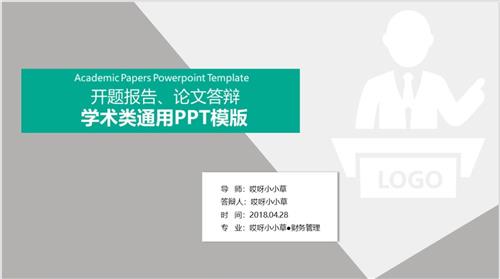 Academic Papers Powerpoint Template
开题报告、论文答辩
学术类通用PPT模版
LOGO
导　师：哎呀小小草
答辩人：哎呀小小草
时　间：2018.04.28
专　业：哎呀小小草●财务管理